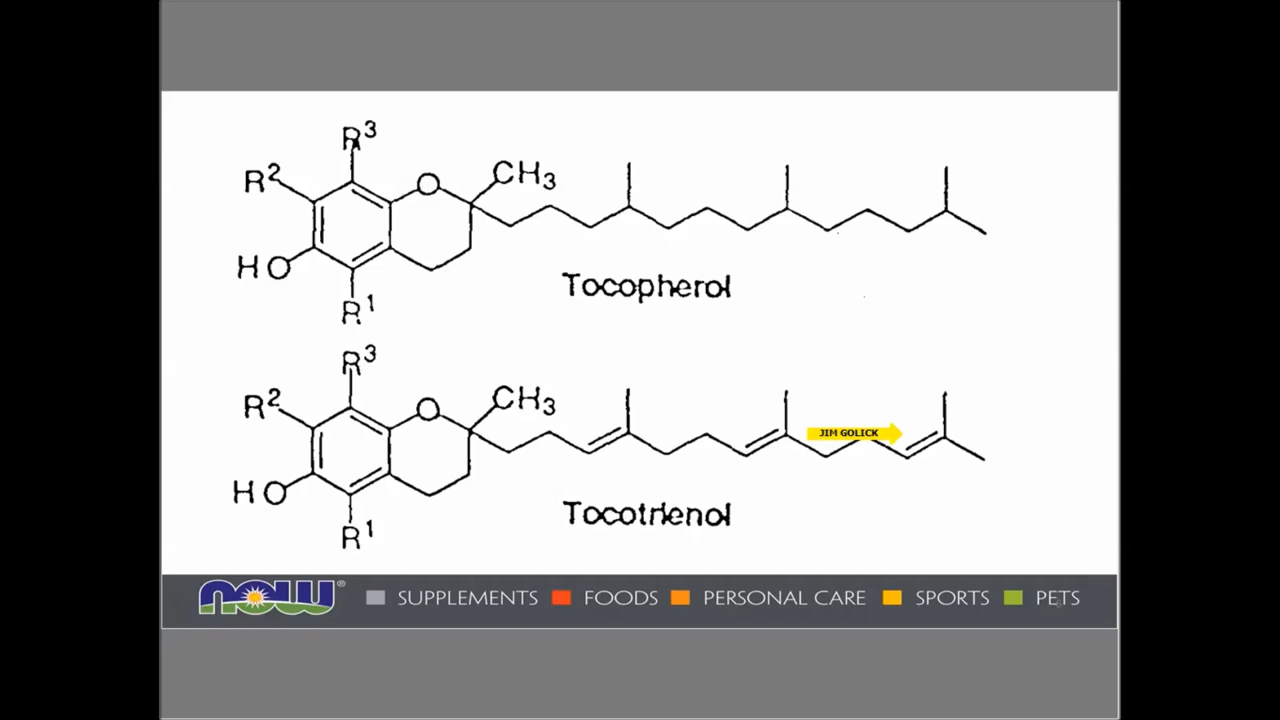 R³
R²
O
CH₃
HO
R¹
Tocopherol
R³
R²
O
CH₃
JIM GOLICK
HO
R¹
Tocotrienol
NOW® SUPPLEMENTS FOODS PERSONAL CARE SPORTS PETS